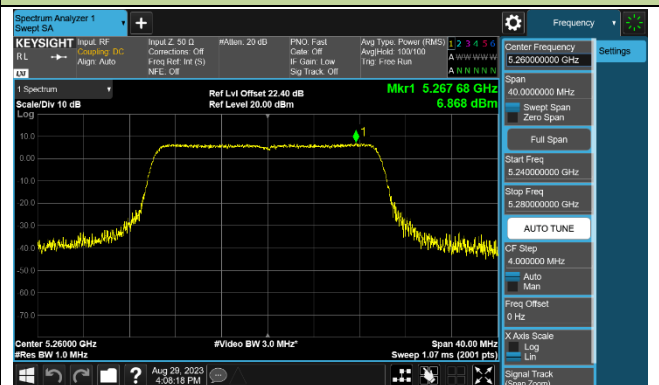 Spectrum Analyzer 1
Swept SA
Frequency
KEYSIGHT
RL
LXI
Input: RF
Coupling: DC
Align: Auto
Input Z: 50 Ω
Corrections: Off
Freq Ref: Int (S)
NFE: Off
#Atten: 20 dB
PNO: Fast
Gate: Off
IF Gain: Low
Sig Track: Off
Avg Type: Power (RMS)
Avg|Hold: 100/100
Trig: Free Run
1 2 3 4 5 6
A W W W W W
A N N N N N
1 Spectrum
Scale/Div 10 dB
Log
Ref Lvl Offset 22.40 dB
Ref Level 20.00 dBm
Mkr1 5.267 68 GHz
6.868 dBm
1
10.0
0.00
-10.0
-20.0
-30.0
-40.0
-50.0
-60.0
-70.0
Center 5.26000 GHz
#Res BW 1.0 MHz
#Video BW 3.0 MHz*
Span 40.00 MHz
Sweep 1.07 ms (2001 pts)
Aug 29, 2023
4:08:18 PM
Center Frequency
5.260000000 GHz
Span
40.0000000 MHz
Swept Span
Zero Span
Full Span
Start Freq
5.240000000 GHz
Stop Freq
5.280000000 GHz
AUTO TUNE
CF Step
4.000000 MHz
Auto
Man
Freq Offset
0 Hz
X Axis Scale
Log
Lin
Signal Track
(Span Zoom)
Settings